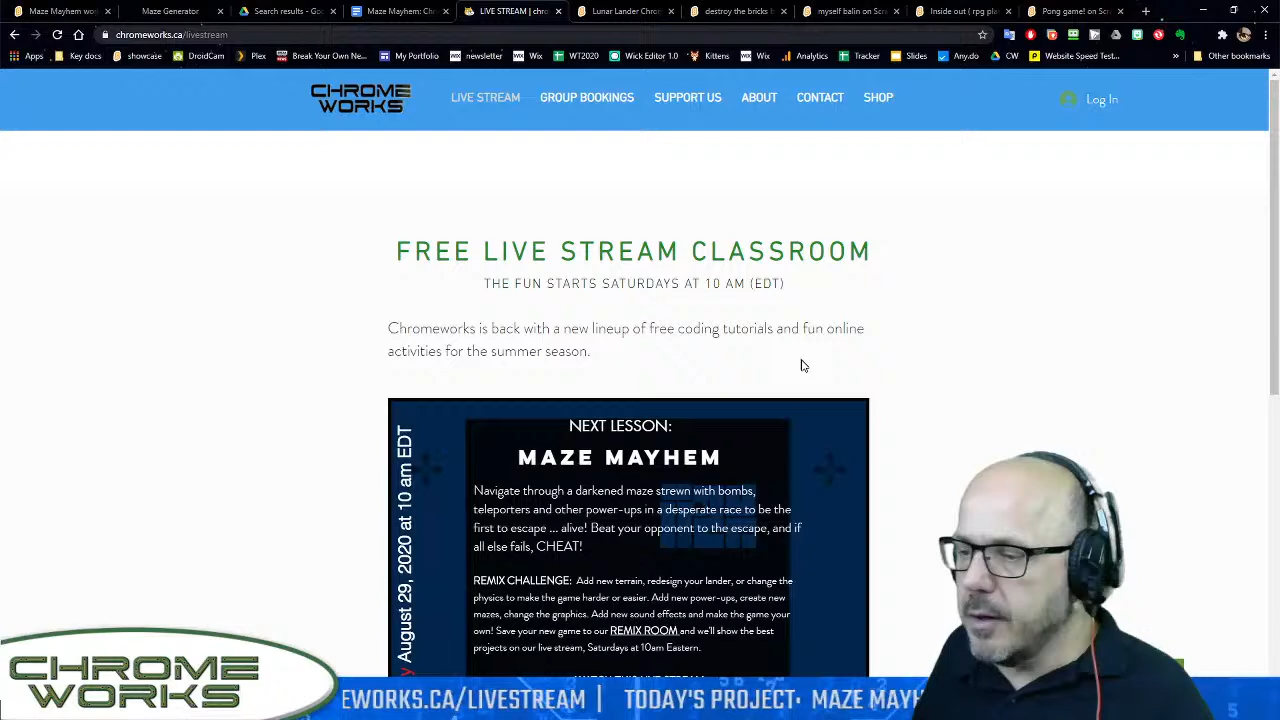 Maze Mayhem wo
Maze Generator
Search results - Goo
Maze Mayhem: Chr
LIVE STREAM | chro
Lunar Lander Chrom
destroy the bricks b
myself balin on Scra
Inside out ( rpg pla
Pong game! on Scr
chromeworks.ca/livestream
Apps
Key docs
showcase
DroidCam
Plex
Break Your Own Ne...
My Portfolio
newsletter
Wix
WT2020
Wick Editor 1.0
Kittens
Wix
Analytics
Tracker
Slides
Any.do
CW
Website Speed Test...
»
Other bookmarks
CHROME
WORKS
LIVE STREAM
GROUP BOOKINGS
SUPPORT US
ABOUT
CONTACT
SHOP
Log In
FREE LIVE STREAM CLASSROOM
THE FUN STARTS SATURDAYS AT 10 AM (EDT)
Chromeworks is back with a new lineup of free coding tutorials and fun online
activities for the summer season.
August 29, 2020 at 10 am EDT
NEXT LESSON:
MAZE MAYHEM
Navigate through a darkened maze strewn with bombs,
teleporters and other power-ups in a desperate race to be the
first to escape ... alive! Beat your opponent to the escape, and if
all else fails, CHEAT!
REMIX CHALLENGE: Add new terrain, redesign your lander, or change the
physics to make the game harder or easier. Add new power-ups, create new
mazes, change the graphics. Add new sound effects and make the game your
own! Save your new game to our REMIX ROOM and we'll show the best
projects on our live stream, Saturdays at 10am Eastern.
CHROME
WORKS
EWORKS.CA/LIVESTREAM | TODAY'S PROJECT: MAZE MAYH